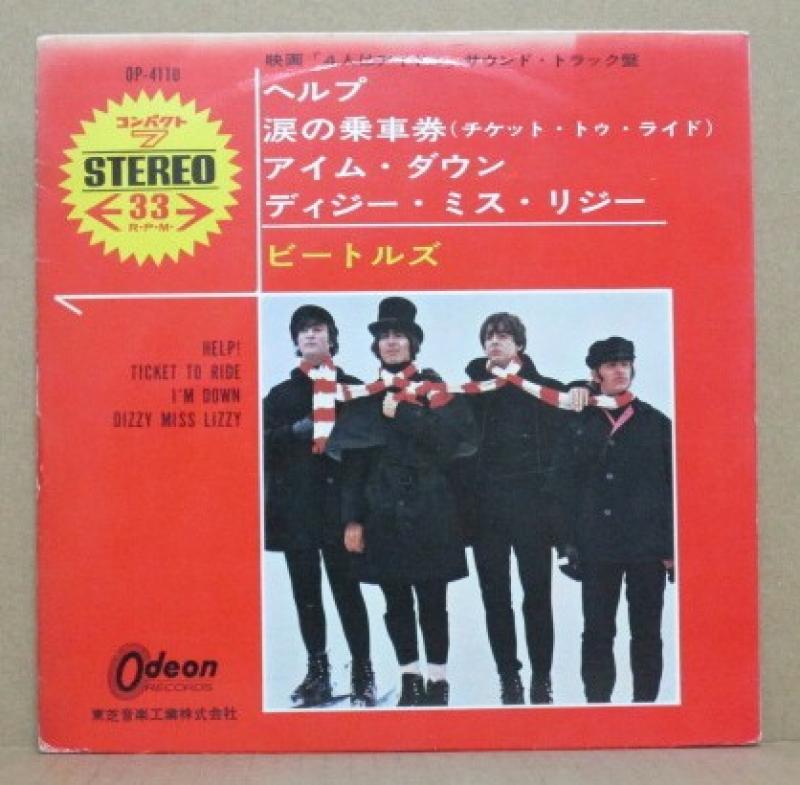 OP-4110
映画「4人はアイドル」サウンド・トラック盤
コンパクト
7
STEREO
33
R・P・M・
ヘルプ
涙の乗車券(チケット・トゥ・ライド)
アイム・ダウン
ディジー・ミス・リジー
ビートルズ
HELP!
TICKET TO RIDE
I'M DOWN
DIZZY MISS LIZZY
Odeon
RECORDS
東芝音楽工業株式会社